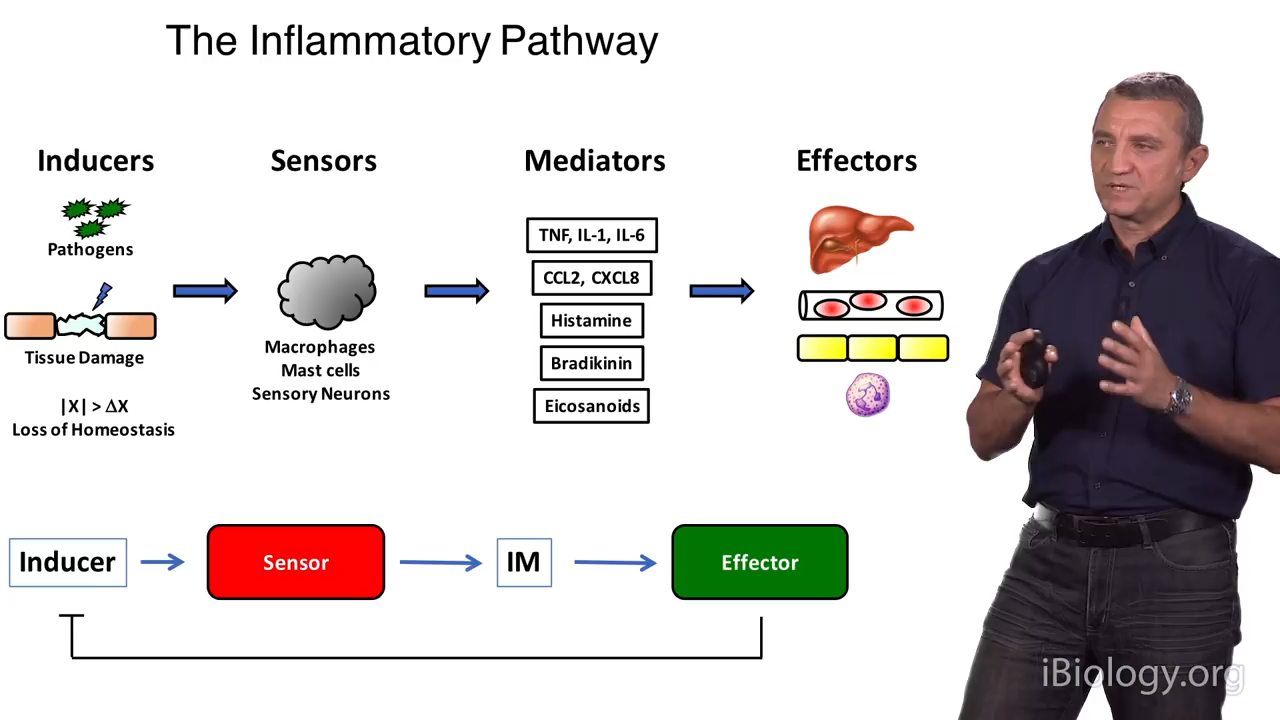 The Inflammatory Pathway
Inducers
Sensors
Mediators
Effectors
Pathogens
Tissue Damage
|X| > ΔX
Loss of Homeostasis
Macrophages
Mast cells
Sensory Neurons
TNF, IL-1, IL-6
CCL2, CXCL8
Histamine
Bradikinin
Eicosanoids
Inducer
Sensor
IM
Effector
iBiology.org